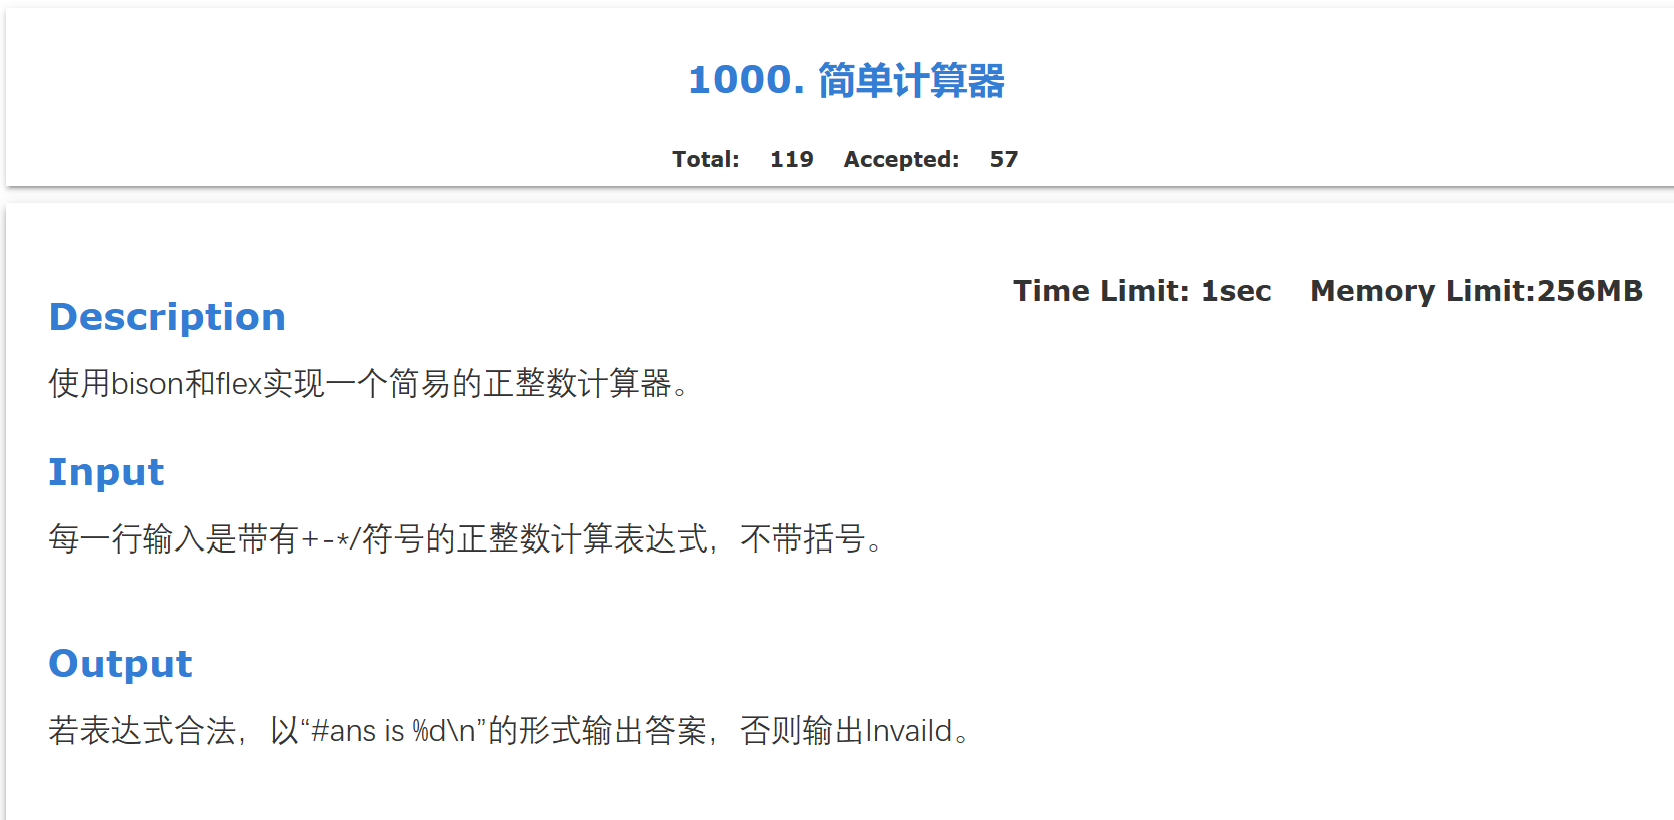 1000. 简单计算器
Total: 119 Accepted: 57
Time Limit: 1sec Memory Limit:256MB
Description
使用bison和flex实现一个简易的正整数计算器。
Input
每一行输入是带有+-*/符号的正整数计算表达式，不带括号。
Output
若表达式合法，以“#ans is %d\n”的形式输出答案，否则输出Invaild。